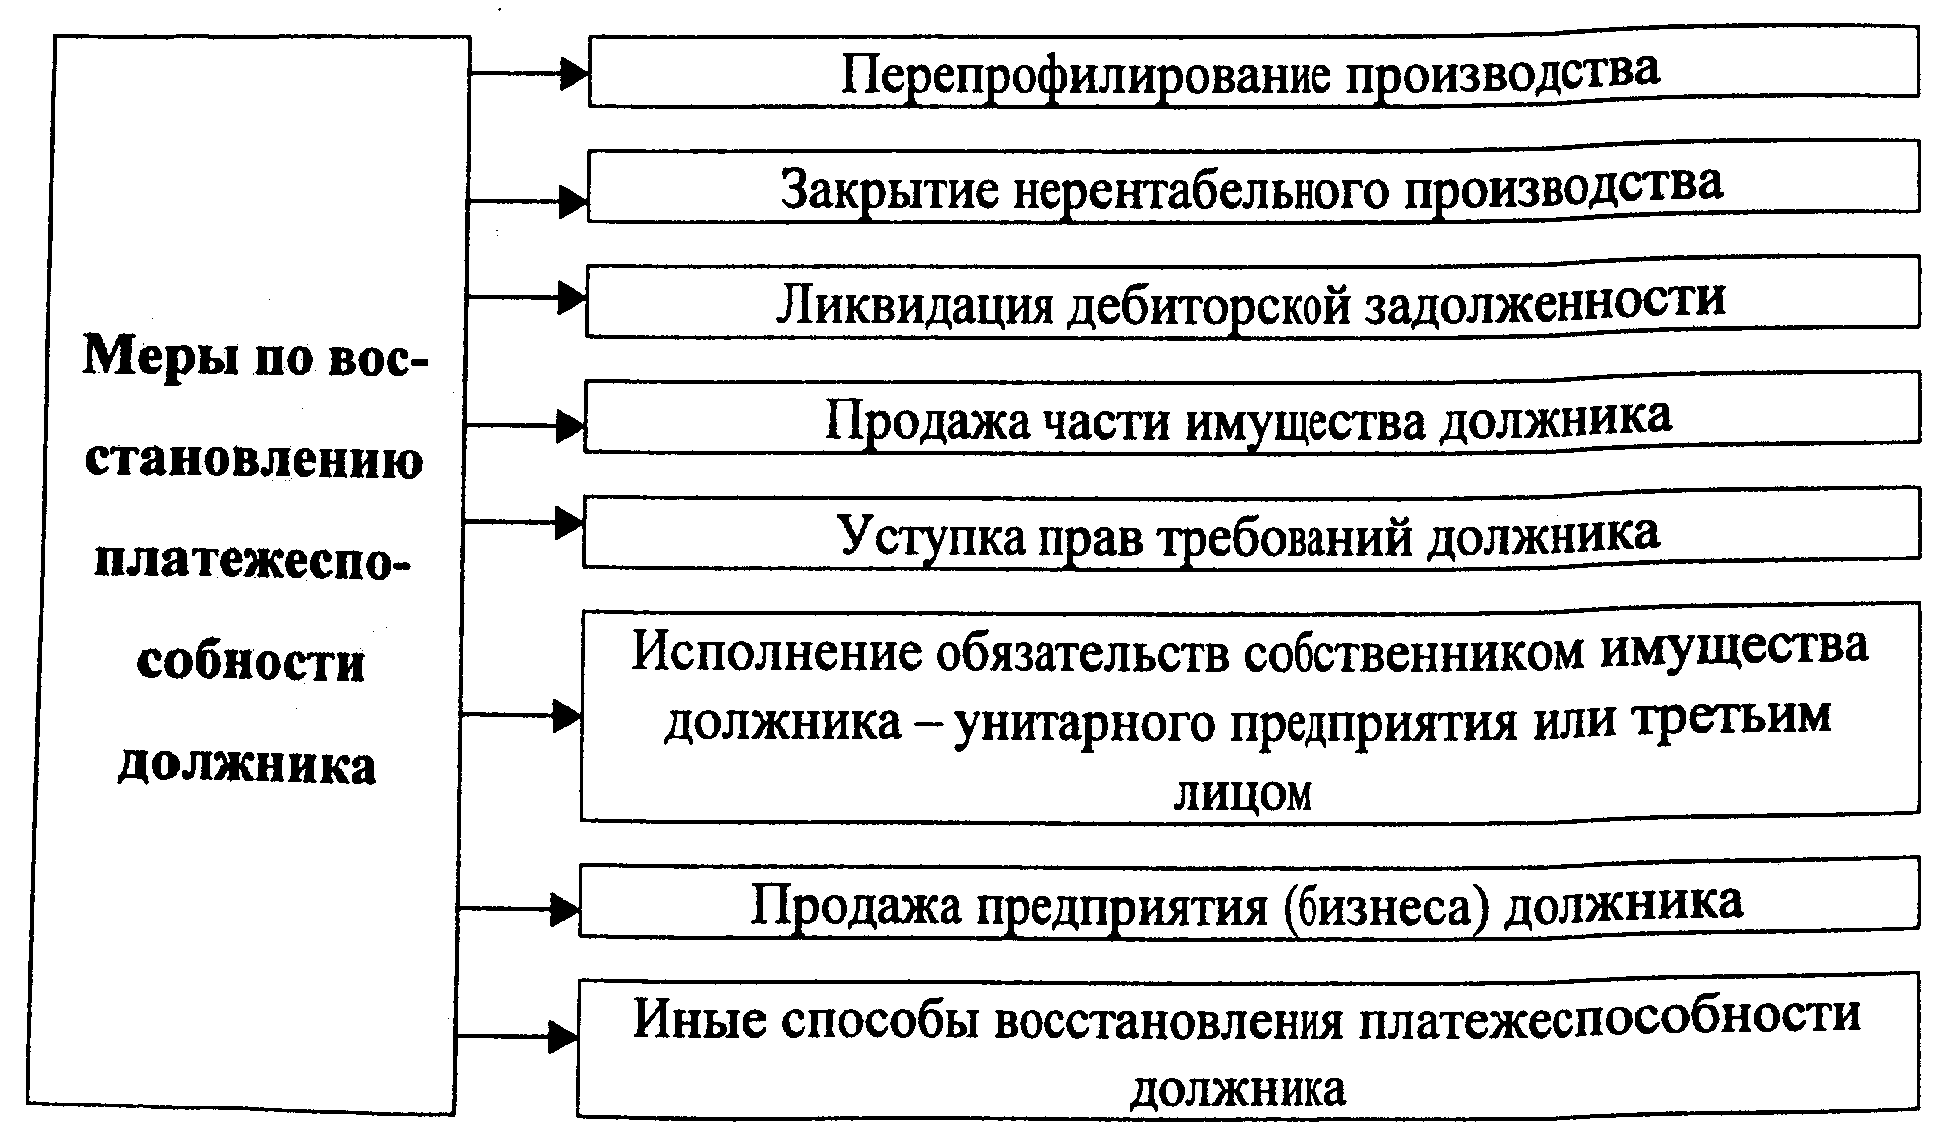 Меры по вос-
становлению
платежеспо-
собности
должника
Перепрофилирование производства
Закрытие нерентабельного производства
Ликвидация дебиторской задолженности
Продажа части имущества должника
Уступка прав требований должника
Исполнение обязательств собственником имущества
должника – унитарного предприятия или третьим
лицом
Продажа предприятия (бизнеса) должника
Иные способы восстановления платежеспособности
должника